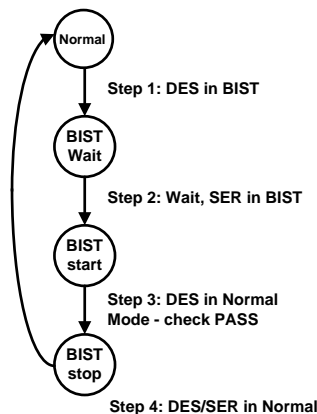 Normal
Step 1: DES in BIST
BIST
Wait
Step 2: Wait, SER in BIST
BIST
start
Step 3: DES in Normal
Mode - check PASS
BIST
stop
Step 4: DES/SER in Normal